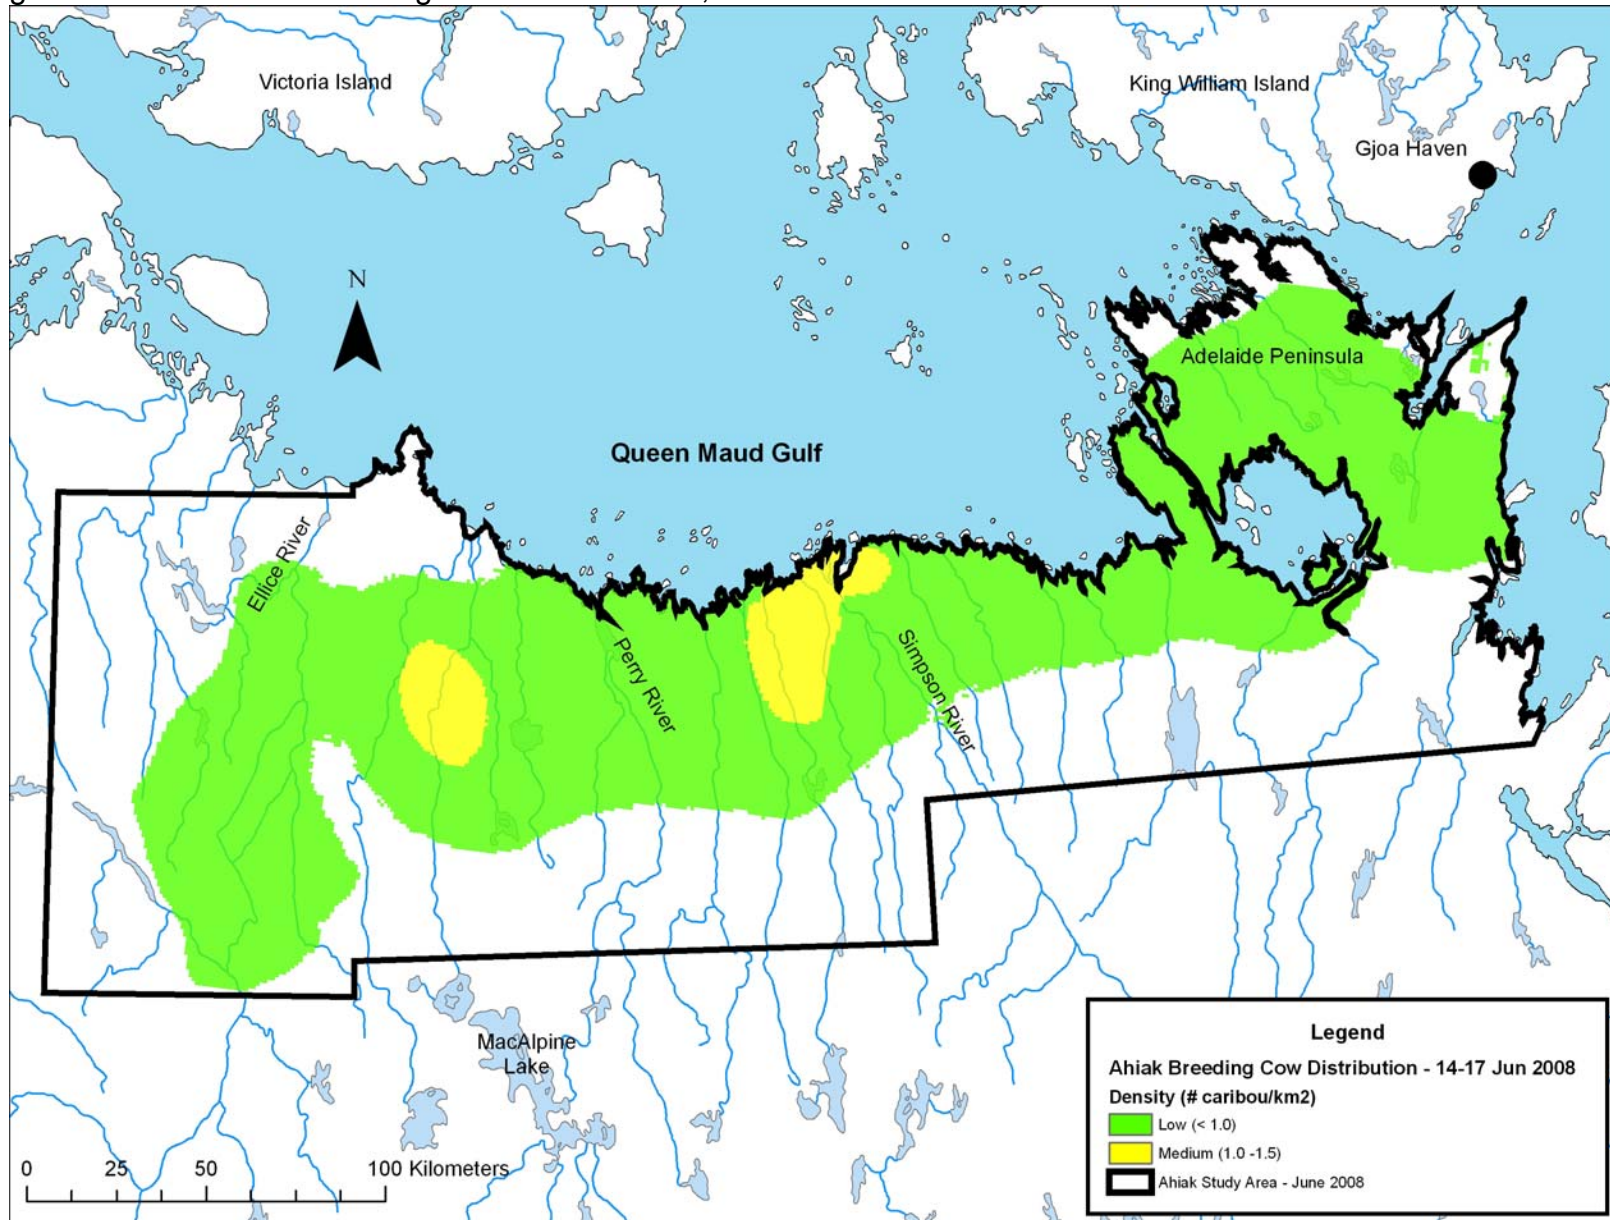 Victoria Island
King William Island
Gjoa Haven
N
Adelaide Peninsula
Queen Maud Gulf
Ellice River
Perry River
Simpson River
MacAlpine
Lake
0 25 50 100 Kilometers
Legend
Ahiak Breeding Cow Distribution - 14-17 Jun 2008
Density (# caribou/km2)
Low (< 1.0)
Medium (1.0 -1.5)
Ahiak Study Area - June 2008